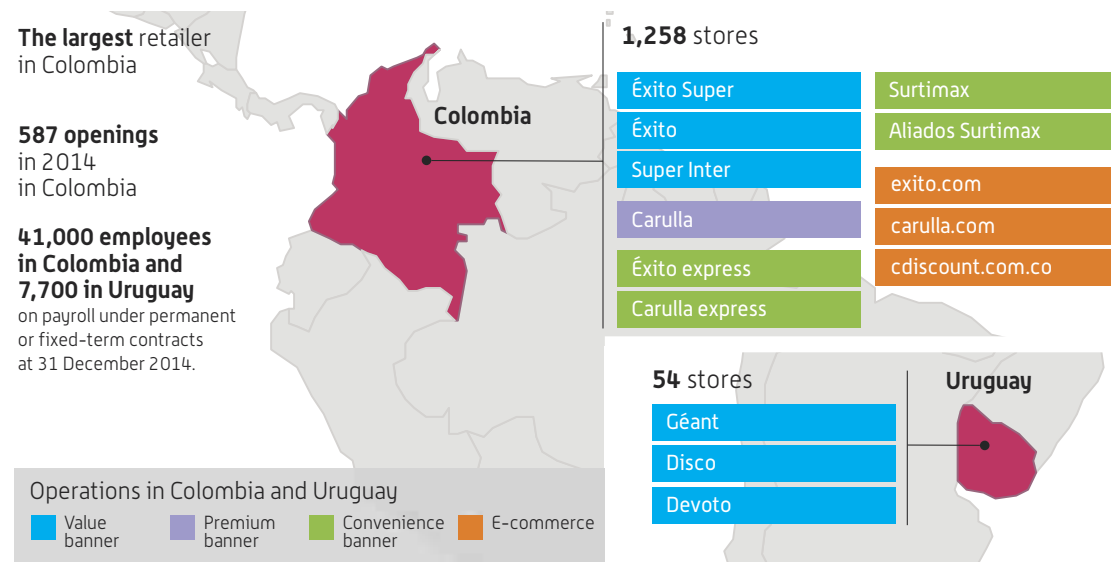 The largest retailer
in Colombia
587 openings
in 2014
in Colombia
41,000 employees
in Colombia and
7,700 in Uruguay
on payroll under permanent
or fixed-term contracts
at 31 December 2014.
Colombia
1,258 stores
Éxito Super
Éxito
Super Inter
Carulla
Éxito express
Carulla express
Surtimax
Aliados Surtimax
exito.com
carulla.com
cdiscount.com.co
54 stores
Géant
Disco
Devoto
Uruguay
Operations in Colombia and Uruguay
Value
banner
Premium
banner
Convenience
banner
E-commerce